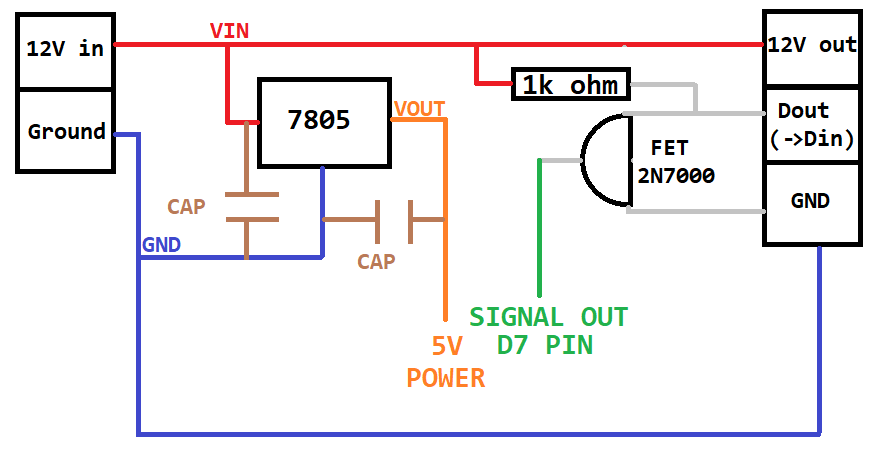 VIN
12V in
12V out
1k ohm
7805
VOUT
Dout
(->Din)
Ground
FET
2N7000
CAP
GND
GND
CAP
SIGNAL OUT
D7 PIN
5V
POWER